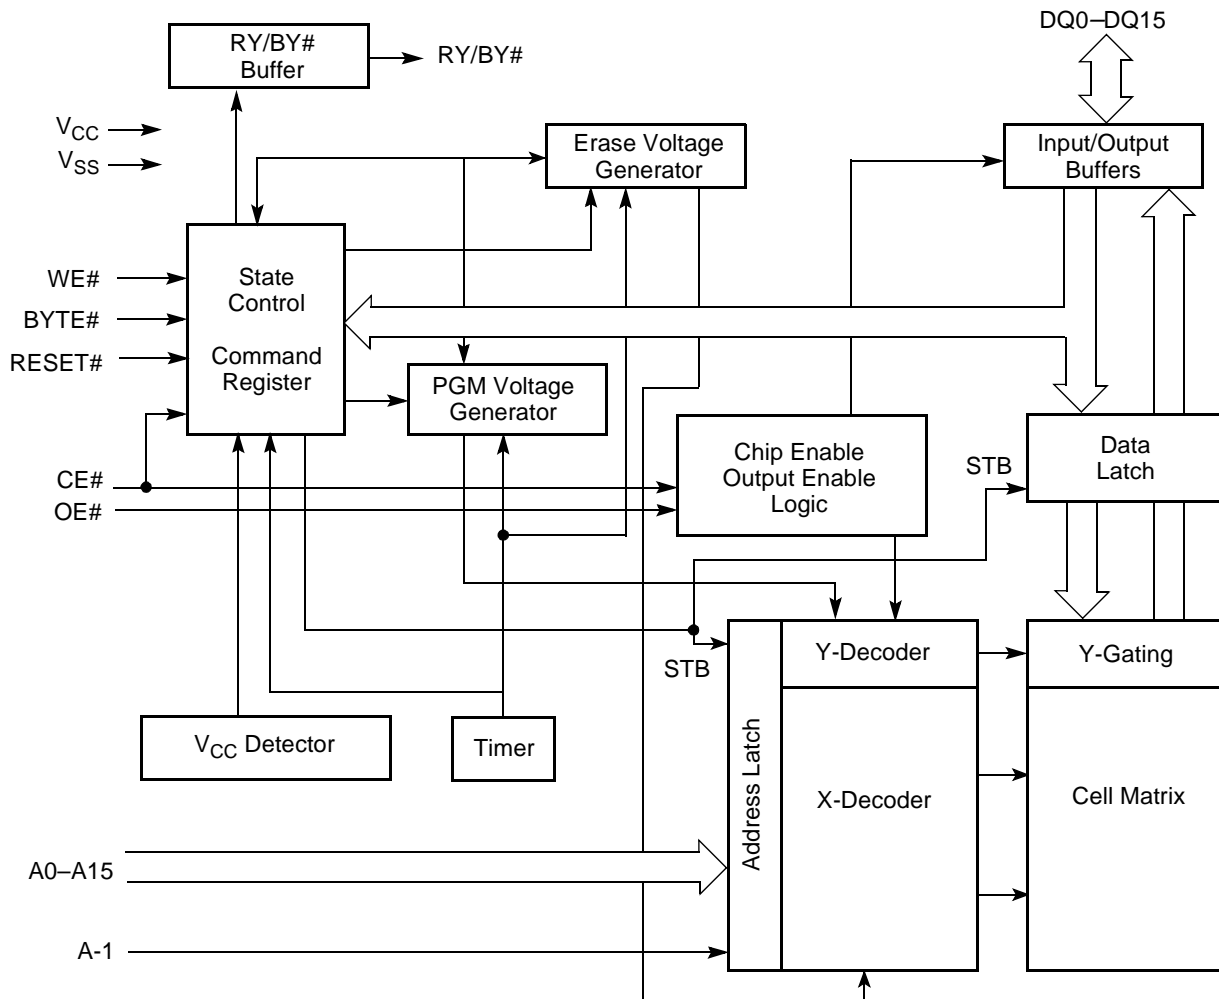 DQ0–DQ15
RY/BY#
Buffer
RY/BY#
VCC
VSS
Erase Voltage
Generator
Input/Output
Buffers
WE#
BYTE#
RESET#
State
Control
Command
Register
PGM Voltage
Generator
Chip Enable
Output Enable
Logic
STB
Data
Latch
CE#
OE#
STB
Y-Decoder
Y-Gating
VCC Detector
Timer
Address Latch
X-Decoder
Cell Matrix
A0–A15
A-1